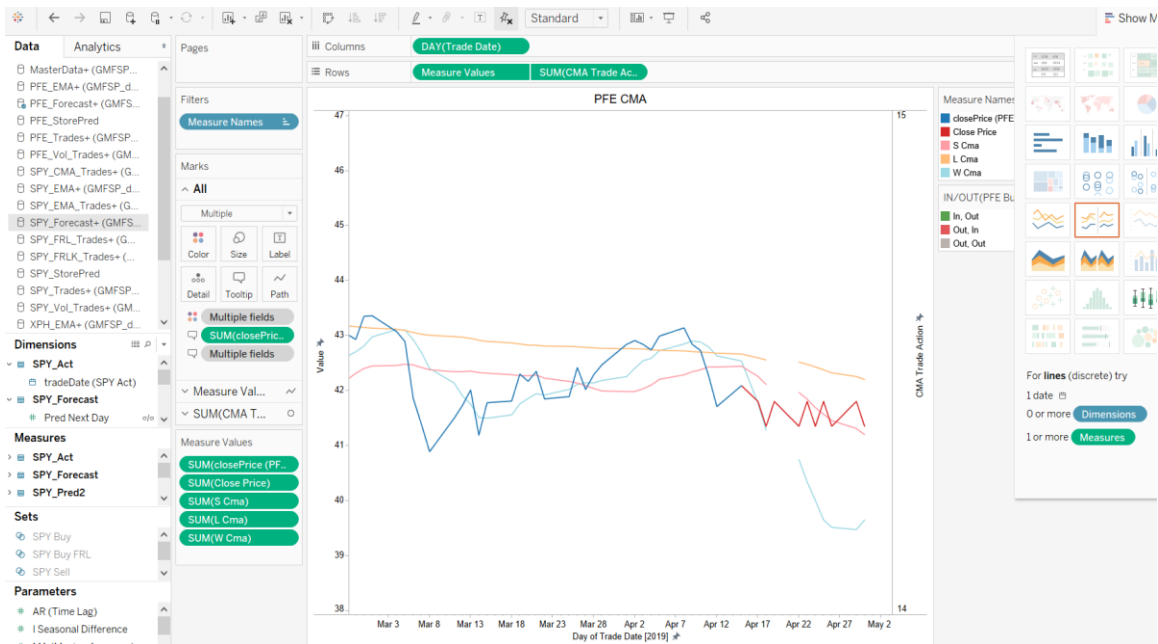 Standard
Show M
Data Analytics
MasterData+ (GMFSP...
PFE_EMA+ (GMFSP_d...
PFE_Forecast+ (GMFS...
PFE_StorePred
PFE_Trades+ (GMFSP...
PFE_Vol_Trades+ (GM...
SPY_CMA_Trades+ (G...
SPY_EMA+ (GMFSP_d...
SPY_EMA_Trades+ (G...
SPY_Forecast+ (GMFS...
SPY_FRL_Trades+ (G...
SPY_FRLK_Trades+ (...
SPY_StorePred
SPY_Trades+ (GMFSP...
SPY_Vol_Trades+ (GM...
XPH_EMA+ (GMFSP_d...
Dimensions
SPY_Act
tradeDate (SPY Act)
SPY_Forecast
Pred Next Day
Measures
SPY_Act
SPY_Forecast
SPY_Pred2
Sets
SPY Buy
SPY Buy FRL
SPY Sell
Parameters
AR (Time Lag)
I Seasonal Difference
Pages
Filters
Measure Names
Marks
All
Multiple
Color Size Label
Detail Tooltip Path
Multiple fields
SUM(closePric..
Multiple fields
Measure Val...
SUM(CMA T...
Measure Values
SUM(closePrice (PF..
SUM(Close Price)
SUM(S Cma)
SUM(L Cma)
SUM(W Cma)
Columns DAY(Trade Date)
Rows Measure Values SUM(CMA Trade Ac..
PFE CMA
47
46
45
44
43
42
41
40
39
38
Value
15
14
CMA Trade Action
Mar 3 Mar 8 Mar 13 Mar 18 Mar 23 Mar 28 Apr 2 Apr 7 Apr 12 Apr 17 Apr 22 Apr 27 May 2
Day of Trade Date [2019]
Measure Names
closePrice (PFE
Close Price
S Cma
L Cma
W Cma
IN/OUT(PFE Bu
In, Out
Out, In
Out, Out
For lines (discrete) try
1 date
0 or more Dimensions
1 or more Measures